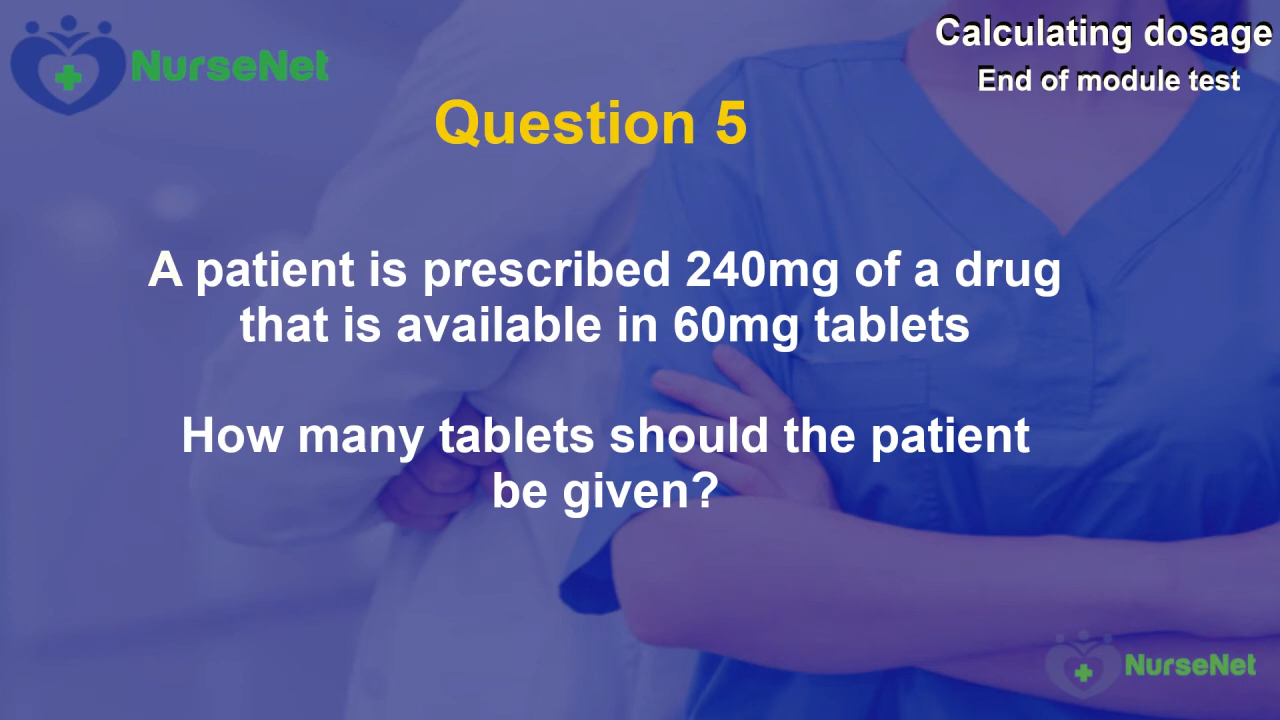 NurseNet
Calculating dosage
End of module test
Question 5
A patient is prescribed 240mg of a drug
that is available in 60mg tablets
How many tablets should the patient
be given?
NurseNet